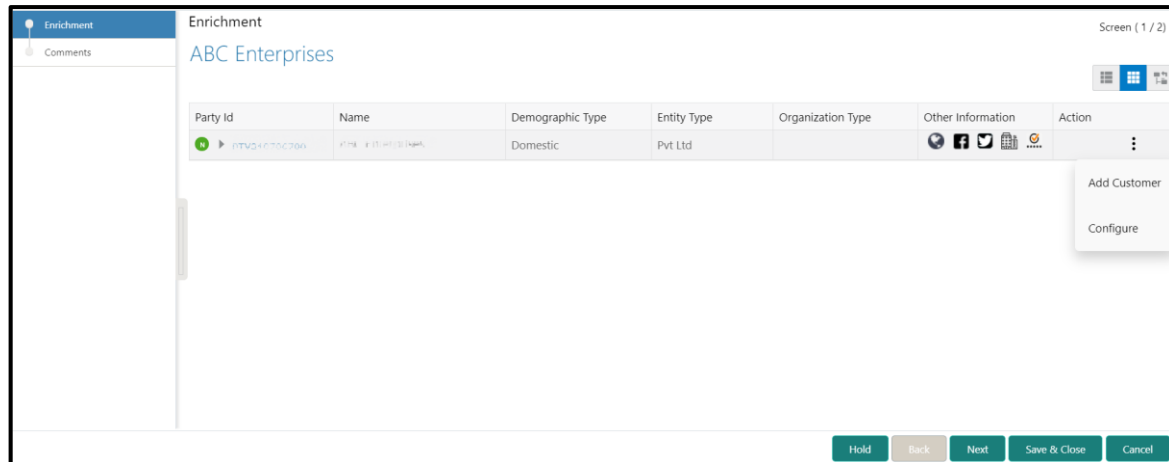 Enrichment
Comments
Enrichment
Screen ( 1 / 2)
ABC Enterprises
Party Id Name Demographic Type Entity Type Organization Type Other Information Action
N Domestic Pvt Ltd
Add Customer
Configure
Hold Back Next Save & Close Cancel